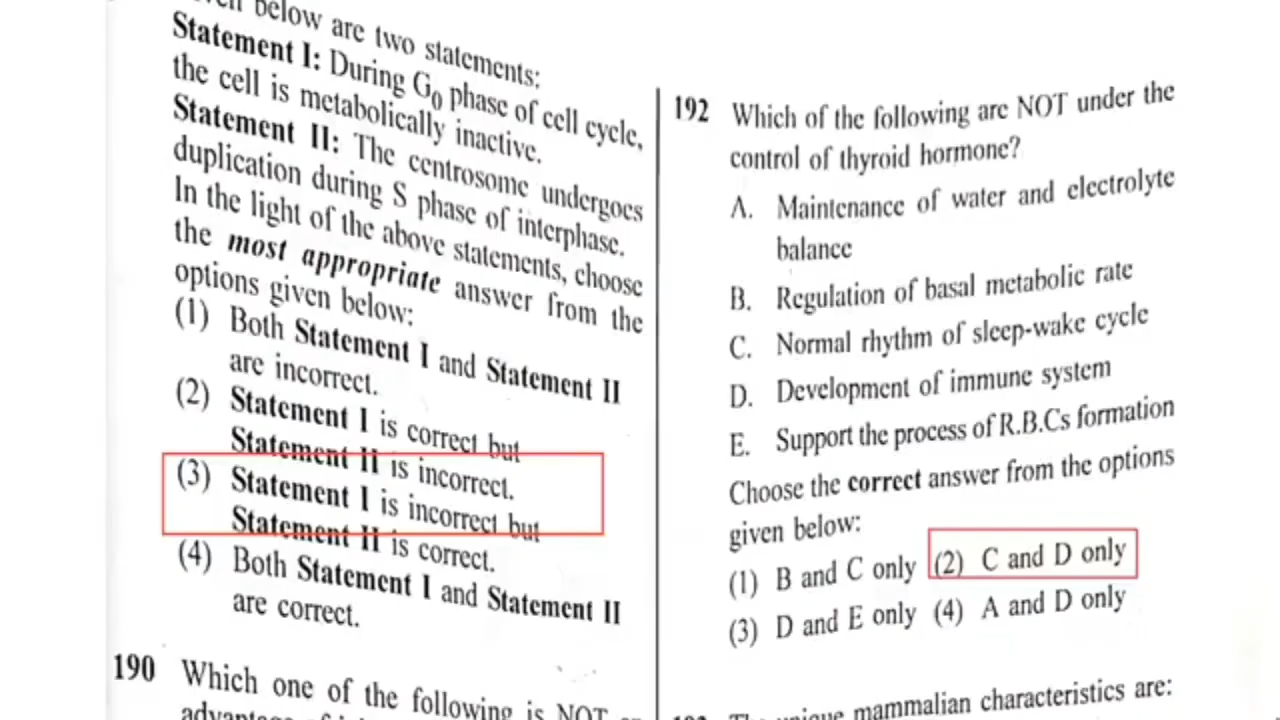 below are two statements:
Statement I: During G₀ phase of cell cycle,
the cell is metabolically inactive.
Statement II: The centrosome undergoes
duplication during S phase of interphase.
In the light of the above statements, choose
the most appropriate answer from the
options given below:
(1) Both Statement I and Statement II
are incorrect.
(2) Statement I is correct but
Statement II is incorrect.
(3) Statement I is incorrect but
Statement II is correct.
(4) Both Statement I and Statement II
are correct.
190 Which one of the following is NOT
192 Which of the following are NOT under the
control of thyroid hormone?
A. Maintenance of water and electrolyte
balance
B. Regulation of basal metabolic rate
C. Normal rhythm of sleep-wake cycle
D. Development of immune system
E. Support the process of R.B.Cs formation
Choose the correct answer from the options
given below:
(1) B and C only (2) C and D only
(3) D and E only (4) A and D only
mammalian characteristics are: